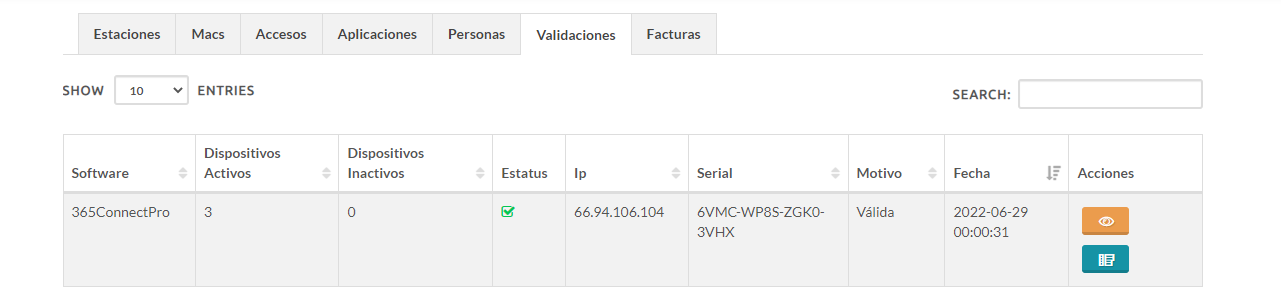 Estaciones Macs Accesos Aplicaciones Personas Validaciones Facturas
SHOW 10 ENTRIES
SEARCH:
Software Dispositivos Activos Dispositivos Inactivos Estatus Ip Serial Motivo Fecha Acciones
365ConnectPro 3 0 66.94.106.104 6VMC-WP8S-ZGK0-3VHX Válida 2022-06-29 00:00:31